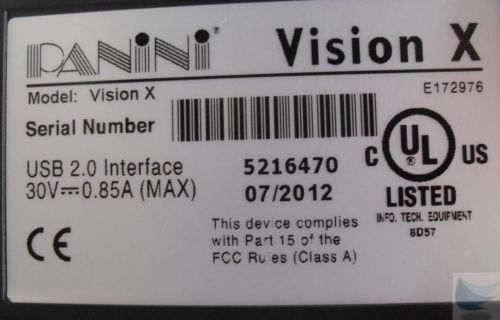 PANINI® Vision X
Model: Vision X
E172976
Serial Number
USB 2.0 Interface 5216470
30V⎓0.85A (MAX) 07/2012
C UL® US
LISTED
INFO. TECH. EQUIPMENT
8D57
This device complies
with Part 15 of the
FCC Rules (Class A)
CE